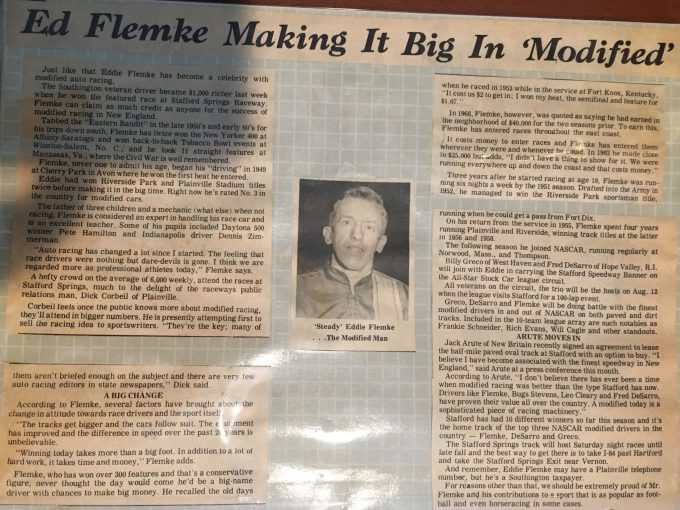 Ed Flemke Making It Big In 'Modified'
Just like that Eddie Flemke has become a celebrity with
modified auto racing.
The Southington veteran driver became $1,000 richer last week
when he won the featured race at Stafford Springs Raceway.
Flemke can claim as much credit as anyone for the success of
modified racing in New England.
Tabbed the "Eastern Bandit" in the late 1950's and early 60's for
his trips down south, Flemke has twice won the New Yorker 400 at
Albany-Saratoga and won back-to-back Tobacco Bowl events at
Winston-Salem, N. C., and he took 11 straight features at
Manassas, Va., where the Civil War is well remembered.
Flemke, never one to admit his age, began his "driving" in 1949
at Cherry Park in Avon where he won the first heat he entered.
Eddie had won Riverside Park and Plainville Stadium titles
twice before making it in the big time. Right now he's rated No. 3 in
the country for modified cars.
The father of three children and a mechanic (what else) when not
racing, Flemke is considered an expert in handling his race car and
an excellent teacher. Some of his pupils included Daytona 500
winner Pete Hamilton and Indianapolis driver Dennis Zim-
merman.
"Auto racing has changed a lot since I started. The feeling that
race drivers were nothing but dare-devils is gone. I think we are
regarded more as professional athletes today," Flemke says.
A hefty crowd on the average of 6,000 weekly, attend the races at
Stafford Springs, much to the delight of the raceways public
relations man, Dick Corbeil of Plainville.
Corbeil feels once the public knows more about modified racing,
they'll attend in bigger numbers. He is presently attempting first to
sell the racing idea to sportswriters. "They're the key; many of
them aren't briefed enough on the subject and there are very few
auto racing editors in state newspapers," Dick said.
A BIG CHANGE
According to Flemke, several factors have brought about the
change in attitude towards race drivers and the sport itself.
"The tracks get bigger and the cars follow suit. The equipment
has improved and the difference in speed over the past 20 years is
unbelievable.
"Winning today takes more than a big foot. In addition to a lot of
hard work, it takes time and money," Flemke adds.
Flemke, who has won over 300 features and that's a conservative
figure, never thought the day would come he'd be a big-name
driver with chances to make big money. He recalled the old days
'Steady' Eddie Flemke
. . .The Modified Man
when he raced in 1953 while in the service at Fort Knox, Kentucky.
"It cost us $2 to get in; I won my heat, the semifinal and feature for
$1.67."
In 1968, Flemke, however, was quoted as saying he had earned in
the neighborhood of $40,000 for the two seasons prior. To earn this,
Flemke has entered races throughout the east coast.
It costs money to enter races and Flemke has entered them
wherever they were and whenever he could. In 1962 he made close
to $25,000 but adds, "I didn't have a thing to show for it. We were
running everywhere up and down the coast and that costs money."
Three years after he started racing at age 18, Flemke was run-
ning six nights a week by the 1951 season. Drafted into the Army in
1952, he managed to win the Riverside Park sportsman title,
running when he could get a pass from Fort Dix.
On his return from the service in 1955, Flemke spent four years
running Plainville and Riverside, winning track titles at the latter
in 1956 and 1958.
The following season he joined NASCAR, running regularly at
Norwood, Mass., and Thompson.
Billy Greco of West Haven and Fred DeSarro of Hope Valley, R.I.
will join with Eddie in carrying the Stafford Speedway Banner on
the All-Star Stock Car League circuit.
All veterans on the circuit, the trio will be the hosts on Aug. 12
when the league visits Stafford for a 100-lap event.
Greco, DeSarro and Flemke will be doing battle with the finest
modified drivers in and out of NASCAR on both paved and dirt
tracks. Included in the 10-team league array are such notables as
Frankie Schneider, Rich Evans, Will Cagle and other standouts.
ARUTE MOVES IN
Jack Arute of New Britain recently signed an agreement to lease
the half-mile paved oval track at Stafford with an option to buy. "I
believe I have become associated with the finest speedway in New
England," said Arute at a press conference this month.
According to Arute, "I don't believe there has ever been a time
when modified racing was better than the type Stafford has now.
Drivers like Flemke, Bugs Stevens, Leo Cleary and Fred DeSarro,
have proven their value all over the country. A modified today is a
sophisticated piece of racing machinery."
Stafford has had 10 different winners so far this season and it's
the home track of the top three NASCAR modified drivers in the
country — Flemke, DeSarro and Greco.
The Stafford Springs track will host Saturday night races until
late fall and the best way to get there is to take I-84 past Hartford
and take the Stafford Springs Exit near Vernon.
And remember, Eddie Flemke may have a Plainville telephone
number, but he's a Southington taxpayer.
For reasons other than that, we should be extremely proud of Mr.
Flemke and his contributions to a sport that is as popular as foot-
ball and even horseracing in some cases.